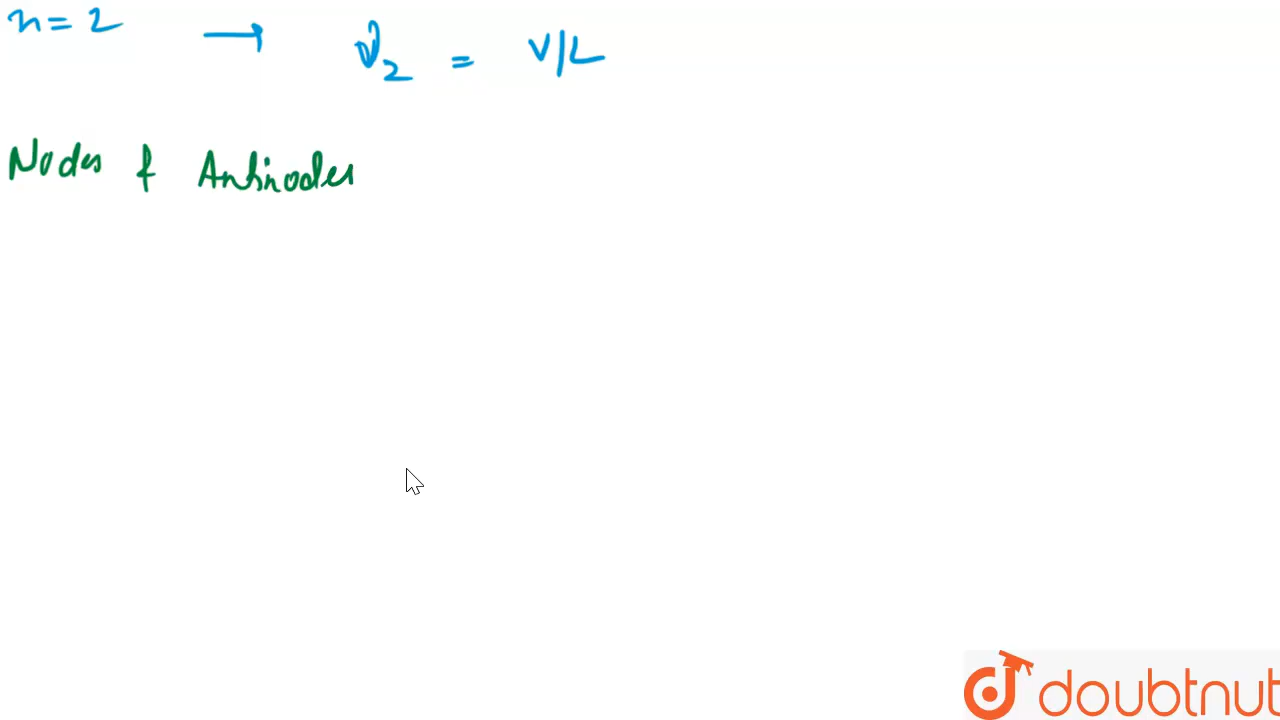 n = 2 → ν₂ = V/L
Nodes & Antinodes
doubtnut